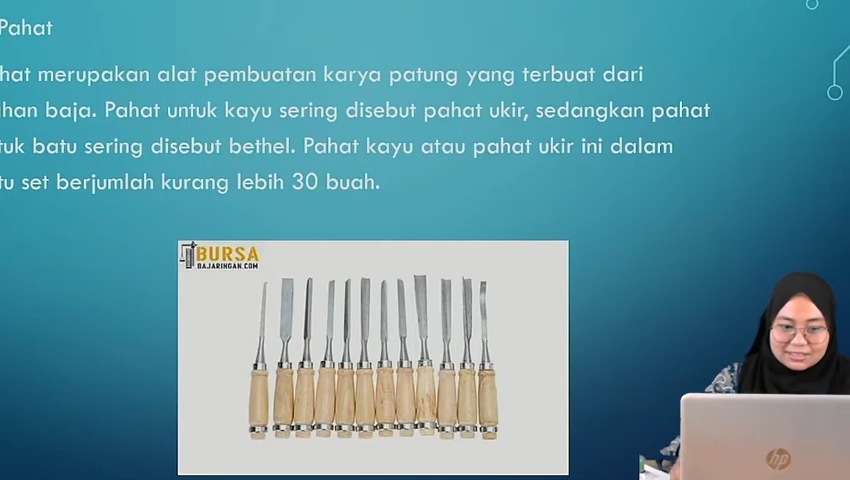 Pahat
hat merupakan alat pembuatan karya patung yang terbuat dari
han baja. Pahat untuk kayu sering disebut pahat ukir, sedangkan pahat
tuk batu sering disebut bethel. Pahat kayu atau pahat ukir ini dalam
tu set berjumlah kurang lebih 30 buah.
BURSA
BAJARINGAN.COM
hp